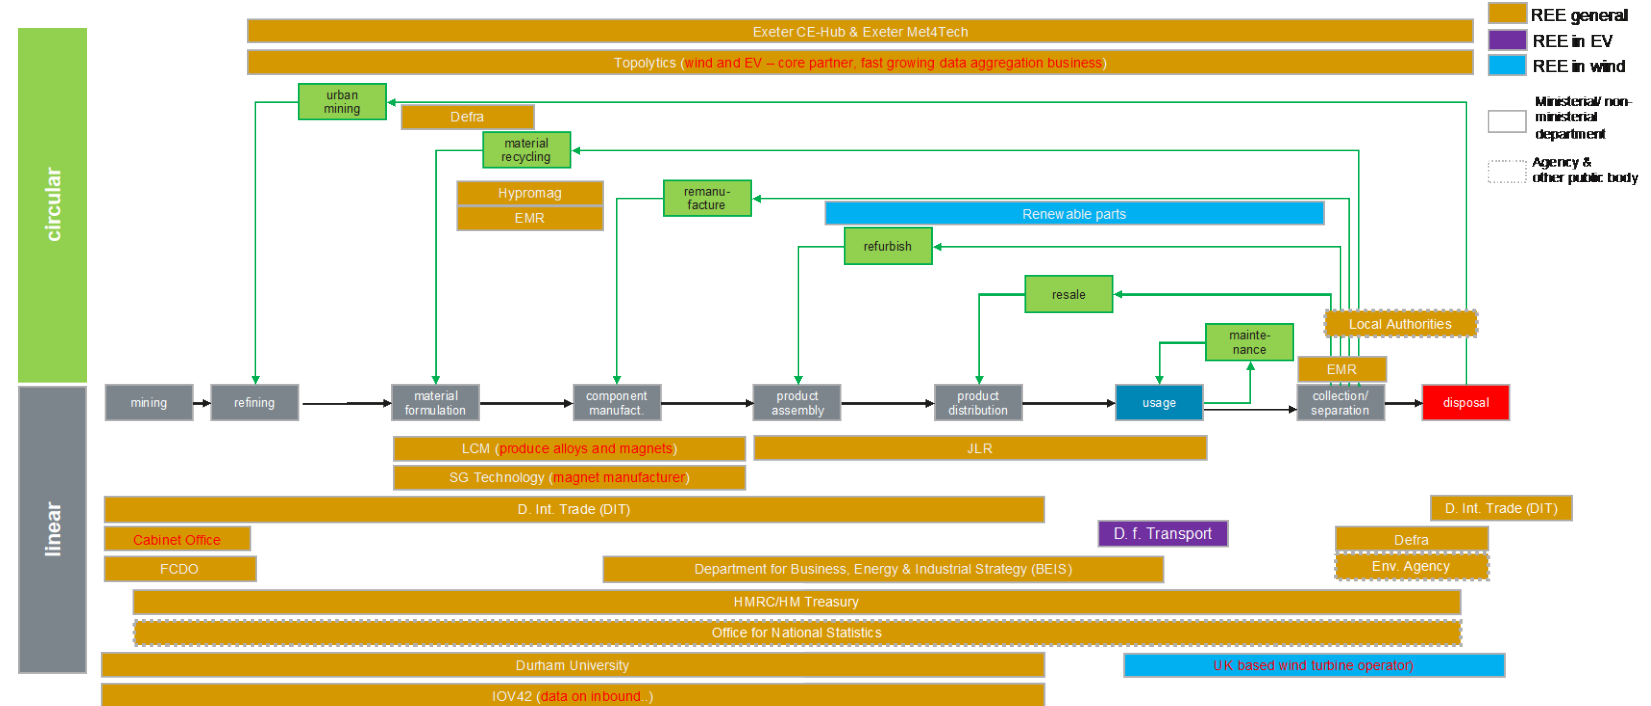 Exeter CE-Hub & Exeter Met4Tech
REE general
REE in EV
REE in wind
Topolytics (wind and EV – core partner, fast growing data aggregation business)
urban
mining
Defra
Ministerial/ non-
ministerial
department
material
recycling
Agency &
other public body
circular
Hypromag
EMR
remanu-
facture
Renewable parts
refurbish
resale
Local Authorities
mainte-
nance
EMR
mining
refining
material
formulation
component
manufact.
product
assembly
product
distribution
usage
collection/
separation
disposal
linear
LCM (produce alloys and magnets)
JLR
SG Technology (magnet manufacturer)
D. Int. Trade (DIT)
D. Int. Trade (DIT)
Cabinet Office
D. f. Transport
Defra
FCDO
Department for Business, Energy & Industrial Strategy (BEIS)
Env. Agency
HMRC/HM Treasury
Office for National Statistics
Durham University
UK based wind turbine operator)
IOV42 (data on inbound..)